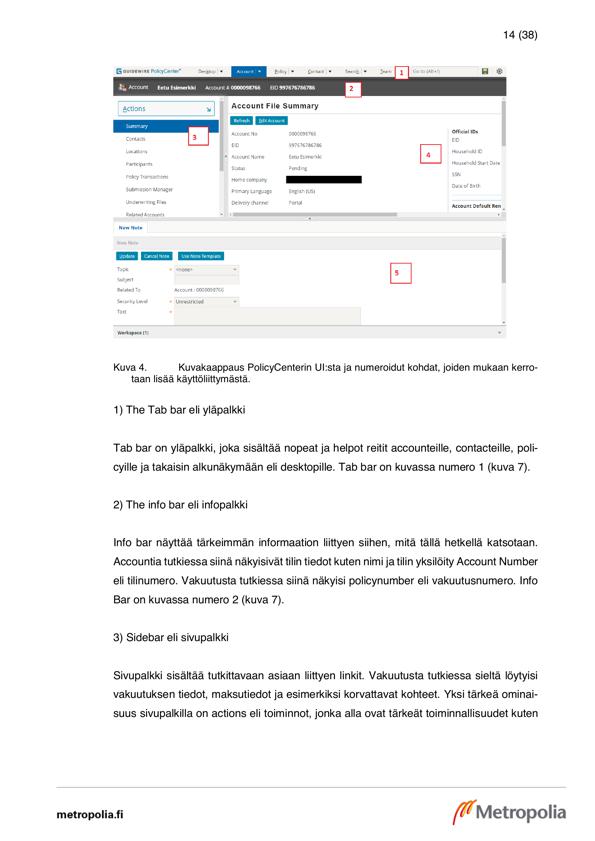 14 (38)
GUIDEWIRE PolicyCenter Desktop Account Policy Contact Search Team 1 Go to (Alt+/)
Account Eetu Esimerkki Account # 0000098766 EID 997676786786 2
Actions
Summary
Contacts
Locations
Participants
Policy Transactions
Submission Manager
Underwriting Files
Related Accounts
3
Account File Summary
Refresh Edit Account
Account No 0000098766
EID 997676786786
Account Name Eetu Esimerkki
Status Pending
Home company
Primary Language English (US)
Delivery channel Portal
4
Official IDs
EID
Household ID
Household Start Date
SSN
Date of Birth
Account Default Ren
New Note
New Note
Update Cancel Note Use Note Template
Topic * <none>
Subject
Related To Account: 0000098766
Security Level * Unrestricted
Text *
5
Workspace (1)
Kuva 4. Kuvakaappaus PolicyCenterin UI:sta ja numeroidut kohdat, joiden mukaan kerro-
taan lisää käyttöliittymästä.
1) The Tab bar eli yläpalkki
Tab bar on yläpalkki, joka sisältää nopeat ja helpot reitit accounteille, contacteille, poli-
cyille ja takaisin alkunäkymään eli desktopille. Tab bar on kuvassa numero 1 (kuva 7).
2) The info bar eli infopalkki
Info bar näyttää tärkeimmän informaation liittyen siihen, mitä tällä hetkellä katsotaan.
Accountia tutkiessa siinä näkyisivät tilin tiedot kuten nimi ja tilin yksilöity Account Number
eli tilinumero. Vakuutusta tutkiessa siinä näkyisi policynumber eli vakuutusnumero. Info
Bar on kuvassa numero 2 (kuva 7).
3) Sidebar eli sivupalkki
Sivupalkki sisältää tutkittavaan asiaan liittyen linkit. Vakuutusta tutkiessa sieltä löytyisi
vakuutuksen tiedot, maksutiedot ja esimerkiksi korvattavat kohteet. Yksi tärkeä ominai-
suus sivupalkilla on actions eli toiminnot, jonka alla ovat tärkeät toiminnallisuudet kuten
metropolia.fi
Metropolia